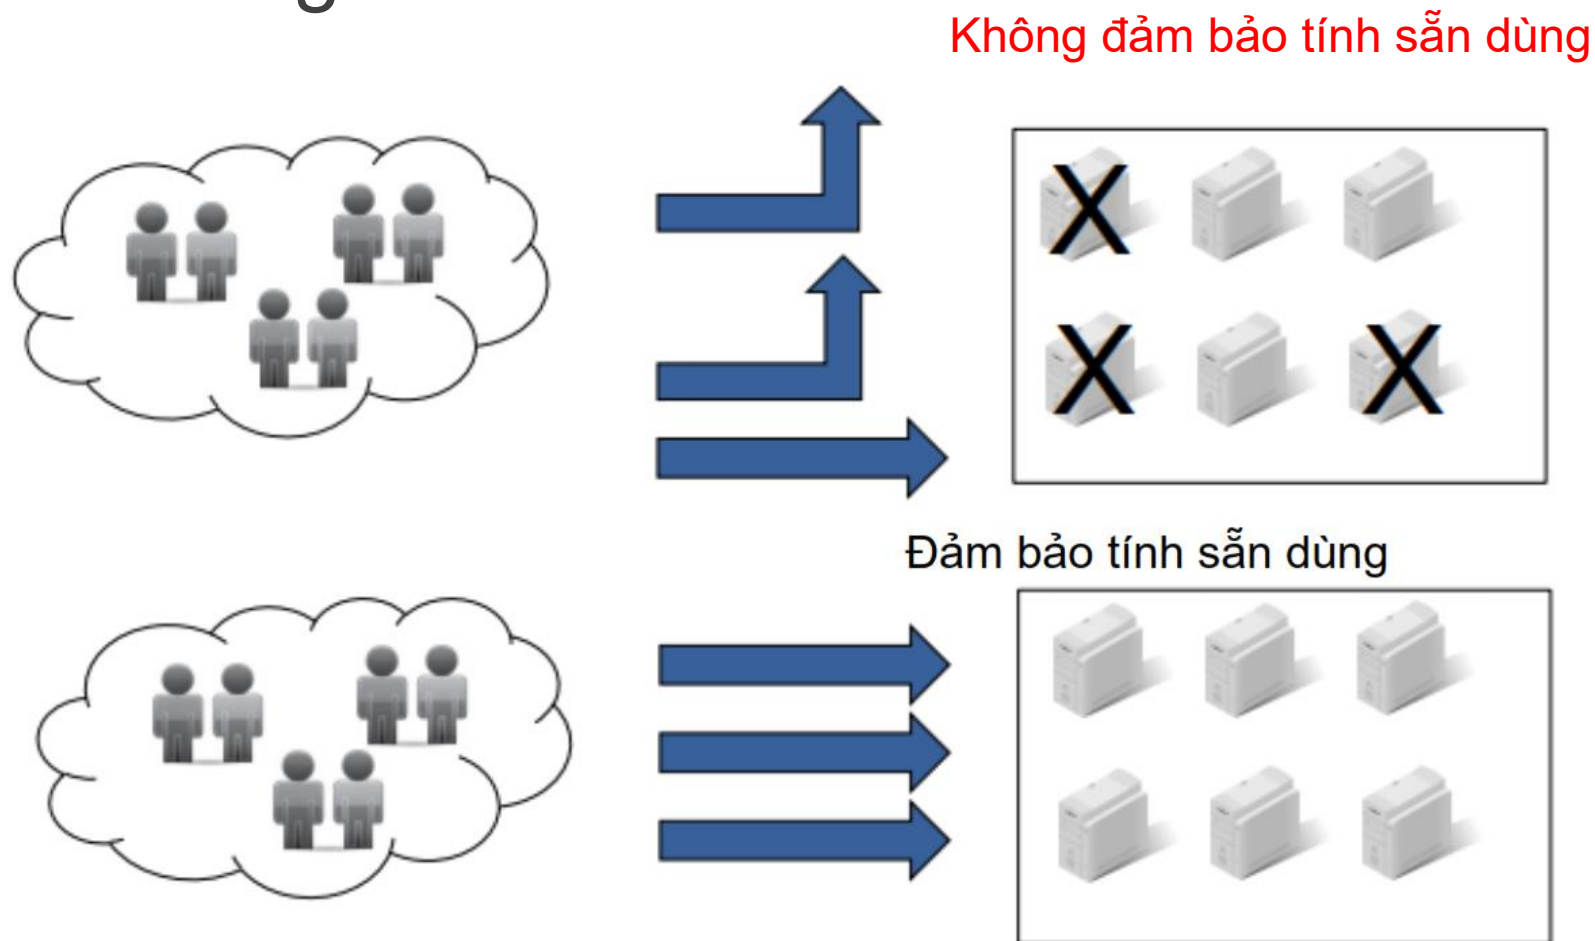 Không đảm bảo tính sẵn dùng
X
X
X
Đảm bảo tính sẵn dùng